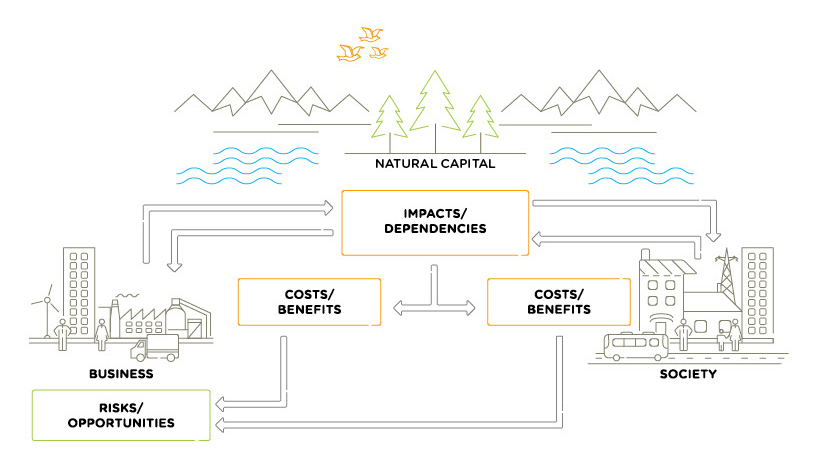 NATURAL CAPITAL
IMPACTS/
DEPENDENCIES
COSTS/
BENEFITS
COSTS/
BENEFITS
BUSINESS
SOCIETY
RISKS/
OPPORTUNITIES